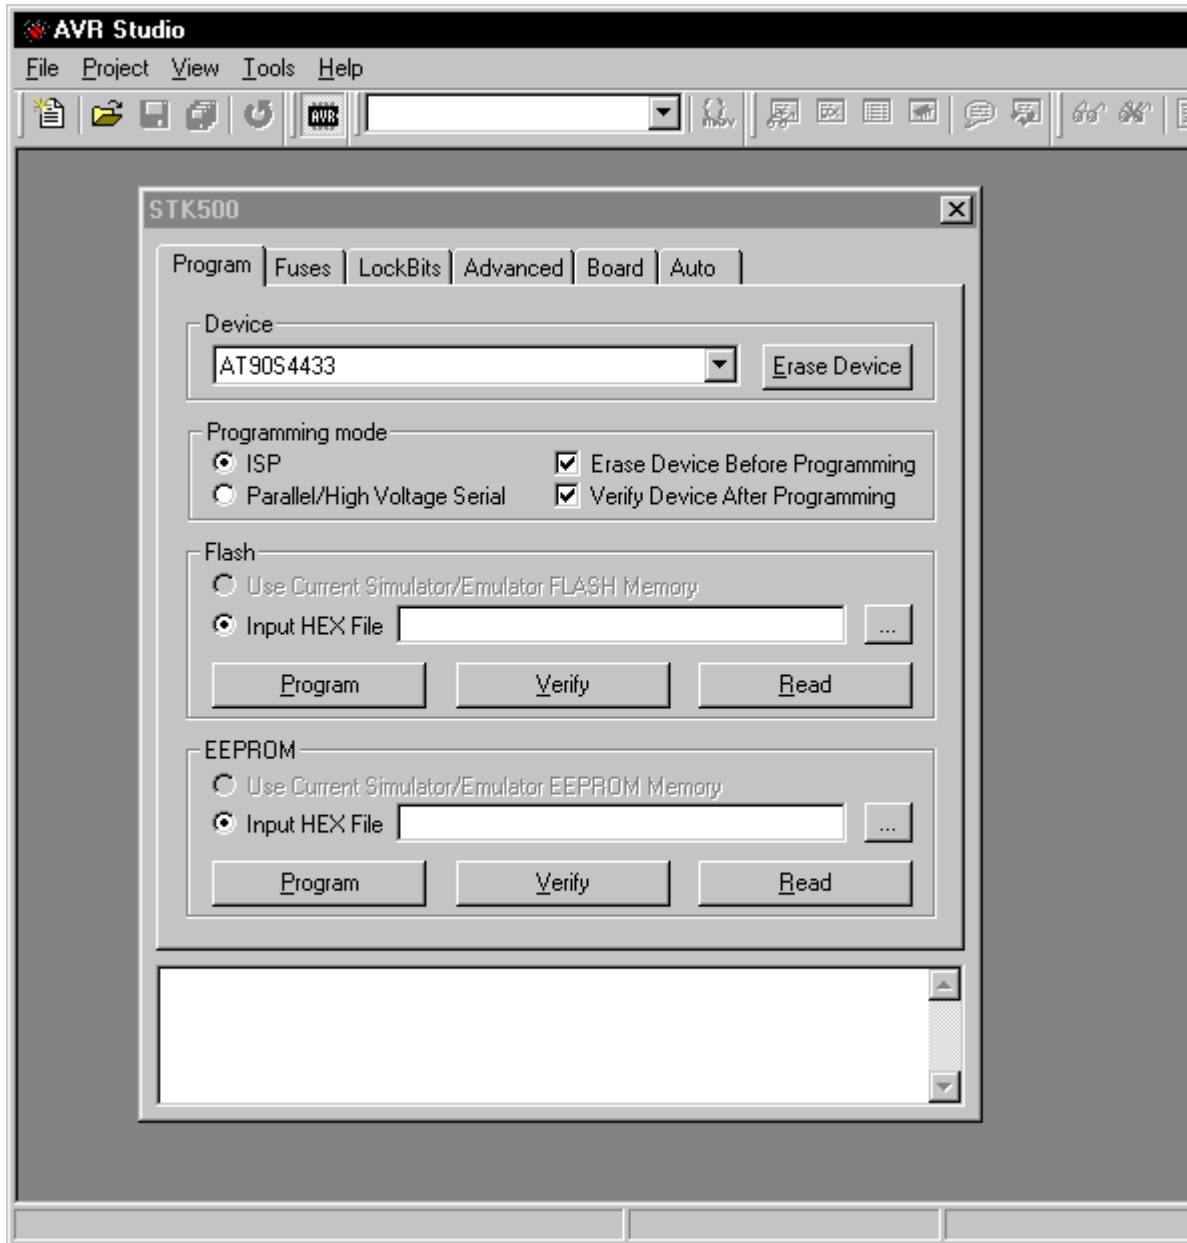 AVR Studio
File Project View Tools Help
AVR
{} mov
STK500
Program Fuses LockBits Advanced Board Auto
Device
AT90S4433 Erase Device
Programming mode
ISP Erase Device Before Programming
Parallel/High Voltage Serial Verify Device After Programming
Flash
Use Current Simulator/Emulator FLASH Memory
Input HEX File ...
Program Verify Read
EEPROM
Use Current Simulator/Emulator EEPROM Memory
Input HEX File ...
Program Verify Read